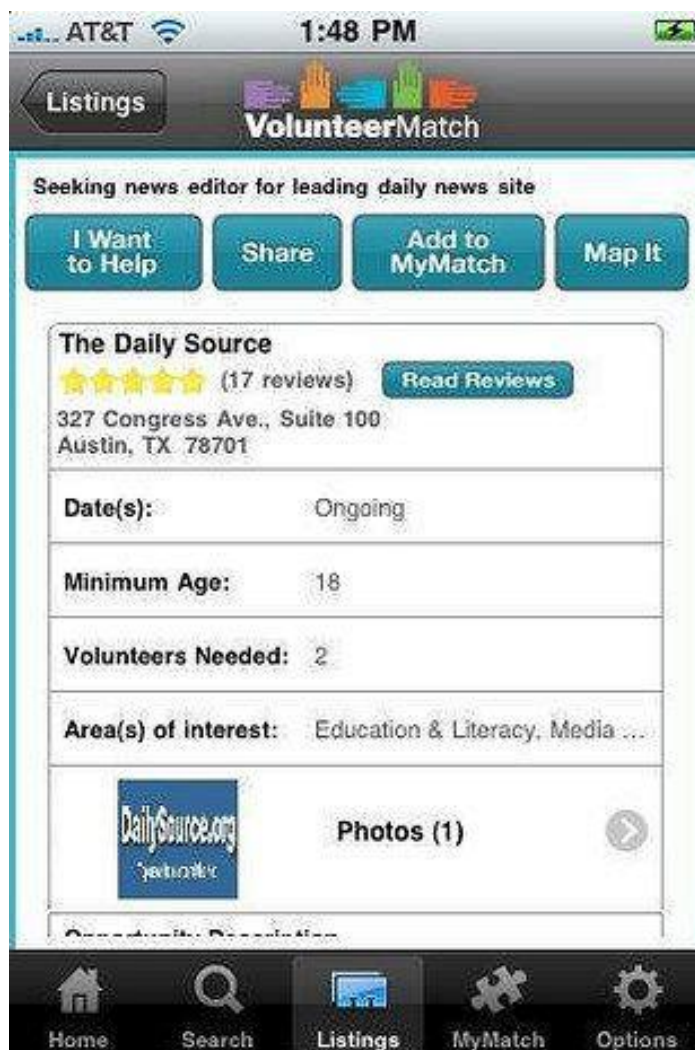 AT&T 1:48 PM
Listings
VolunteerMatch
Seeking news editor for leading daily news site
I Want
to Help
Share
Add to
MyMatch
Map It
The Daily Source
(17 reviews) Read Reviews
327 Congress Ave., Suite 100
Austin, TX 78701
Date(s): Ongoing
Minimum Age: 18
Volunteers Needed: 2
Area(s) of interest: Education & Literacy, Media ...
DailySource.org
Photos (1)
Opportunity Description
Home Search Listings MyMatch Options